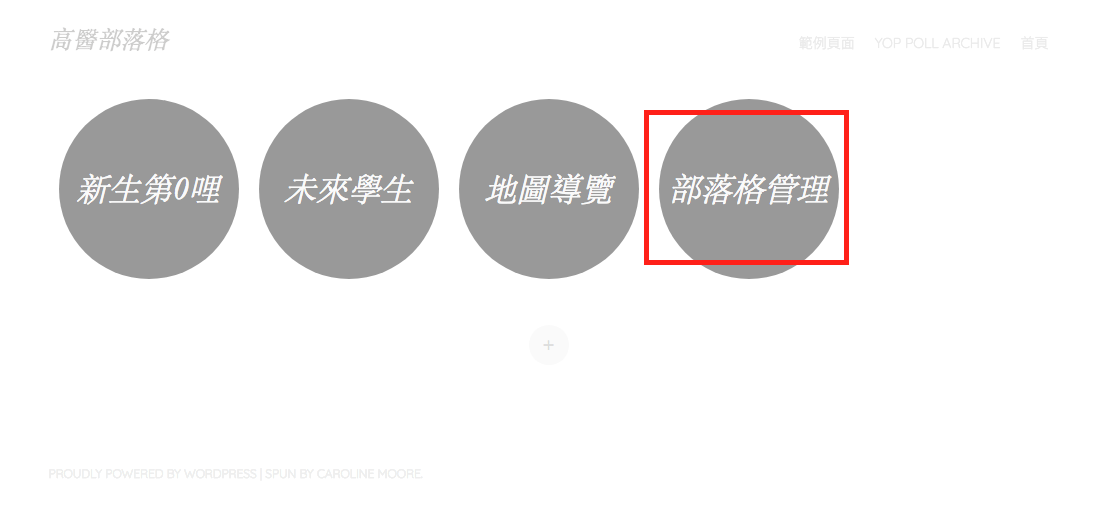 高醫部落格
範例頁面 YOP POLL ARCHIVE 首頁
新生第0哩 未來學生 地圖導覽 部落格管理
+
PROUDLY POWERED BY WORDPRESS | SPUN BY CAROLINE MOORE.